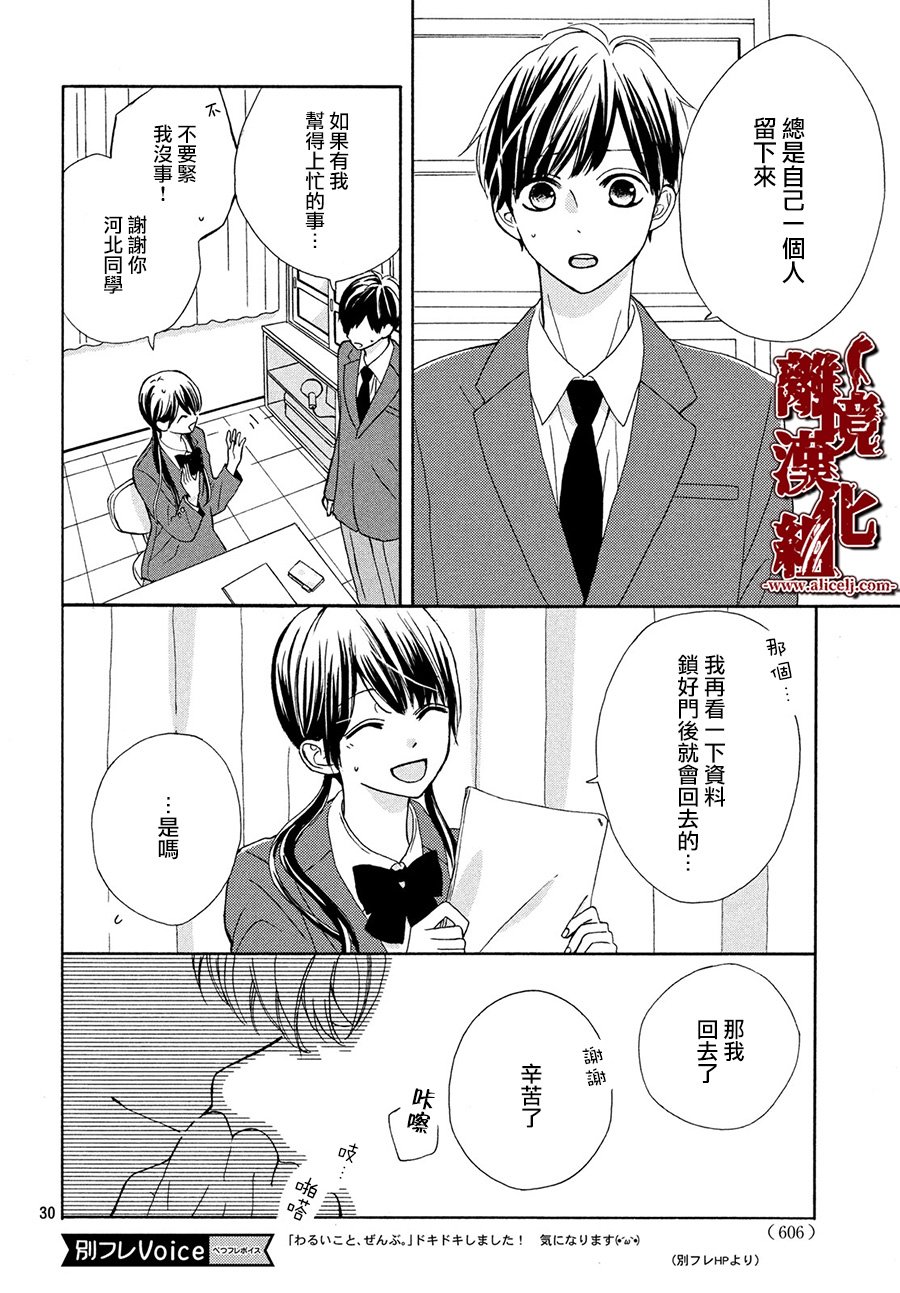 總是自己一個人
留下來
如果有我
幫得上忙的事…
不
不要緊
我沒事！
謝謝你
河北同學
離境漢化組
-www.alicelj.com-
那個…
我再看一下資料
鎖好門後就會回去的…
…是嗎
那我
回去了
謝謝
辛苦了
咔嚓
吱…
啪嗒
30
(606)
別フレVoice
べつフレボイス
「わるいこと、ぜんぶ。」ドキドキしました！　気になります(●´ω`●)
(別フレHPより)